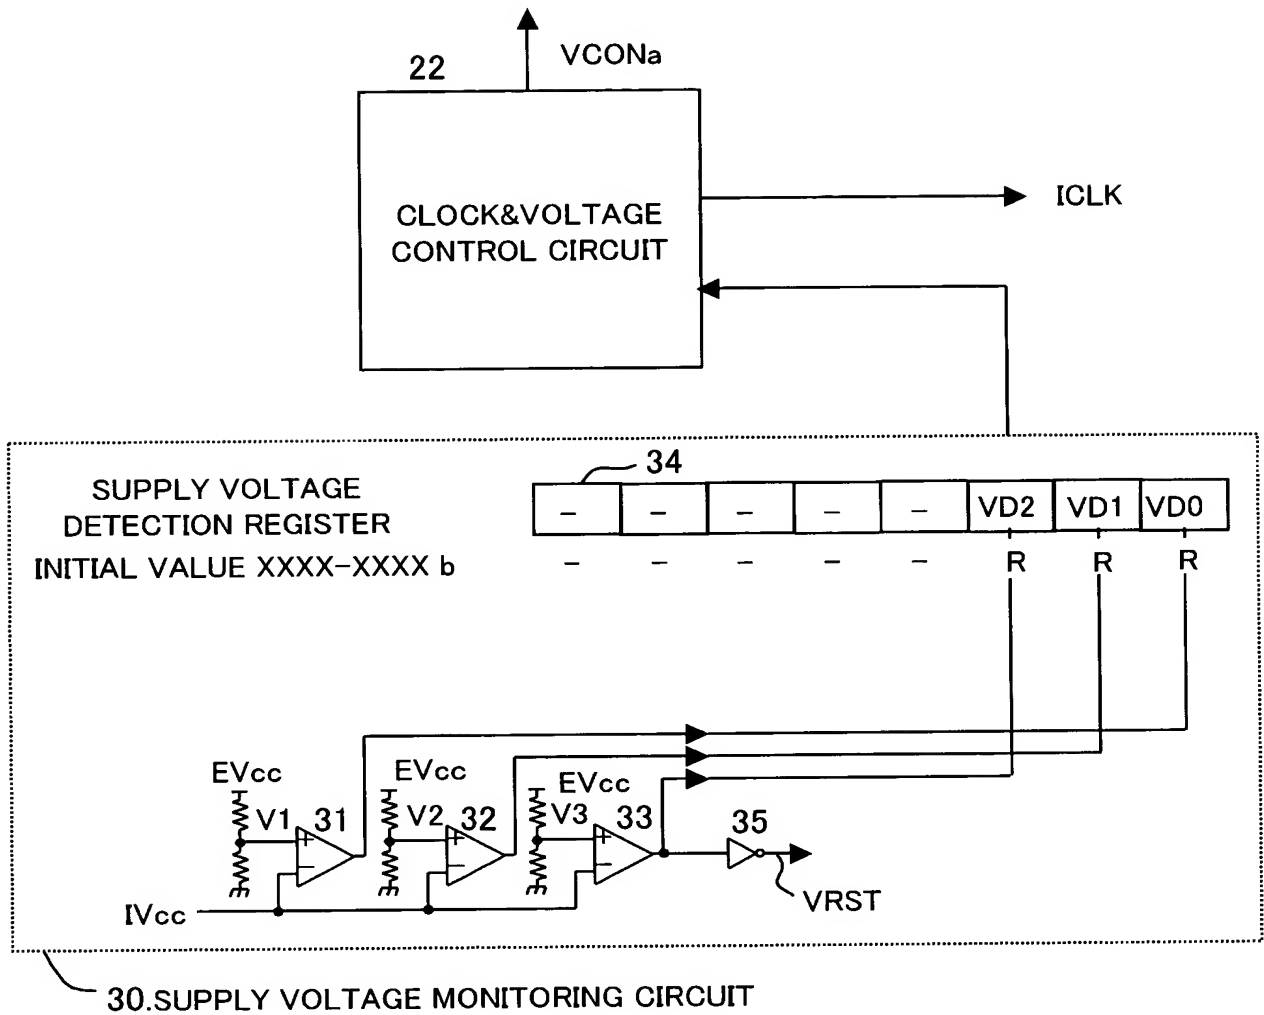 VCONa
22
CLOCK&VOLTAGE
CONTROL CIRCUIT
ICLK
34
SUPPLY VOLTAGE
DETECTION REGISTER
INITIAL VALUE XXXX-XXXX b
- - - - - VD2 VD1 VD0
- - - - - R R R
EVcc EVcc EVcc
V1 31 V2 32 V3 33 35
+ + +
- - -
IVcc
VRST
30.SUPPLY VOLTAGE MONITORING CIRCUIT